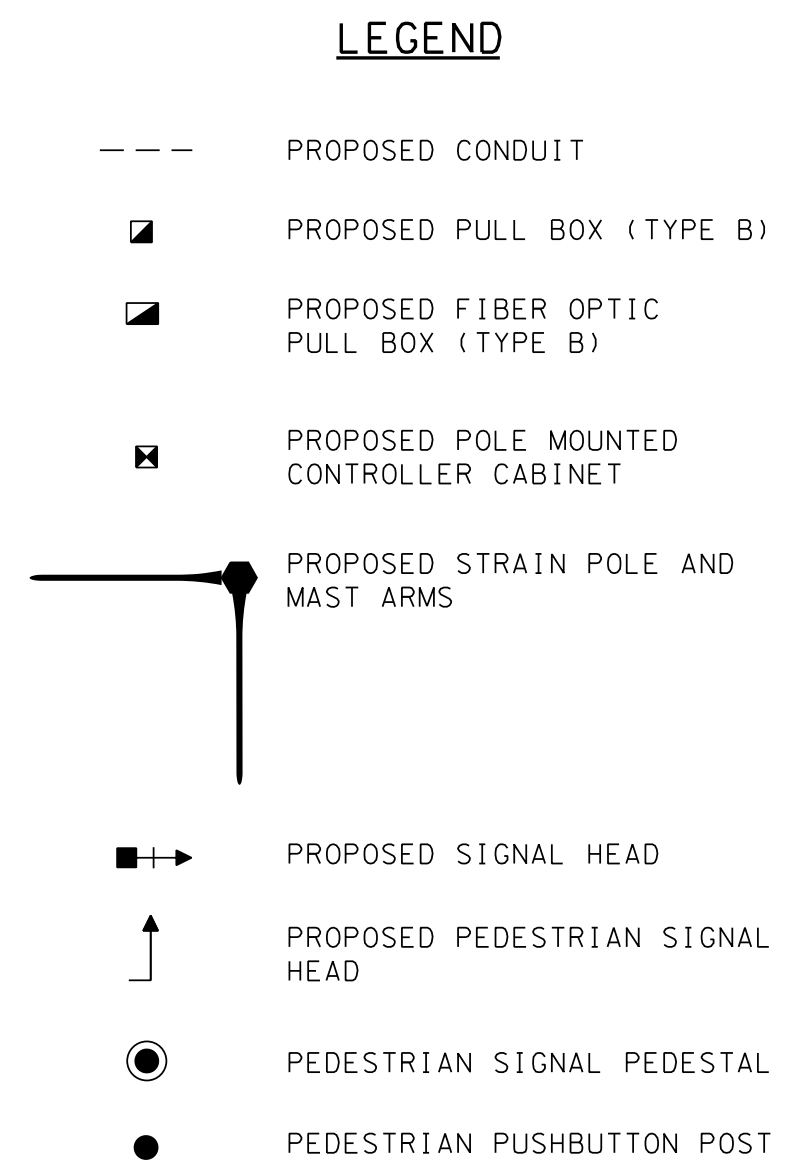 LEGEND
PROPOSED CONDUIT
PROPOSED PULL BOX (TYPE B)
PROPOSED FIBER OPTIC
PULL BOX (TYPE B)
PROPOSED POLE MOUNTED
CONTROLLER CABINET
PROPOSED STRAIN POLE AND
MAST ARMS
PROPOSED SIGNAL HEAD
PROPOSED PEDESTRIAN SIGNAL
HEAD
PEDESTRIAN SIGNAL PEDESTAL
PEDESTRIAN PUSHBUTTON POST